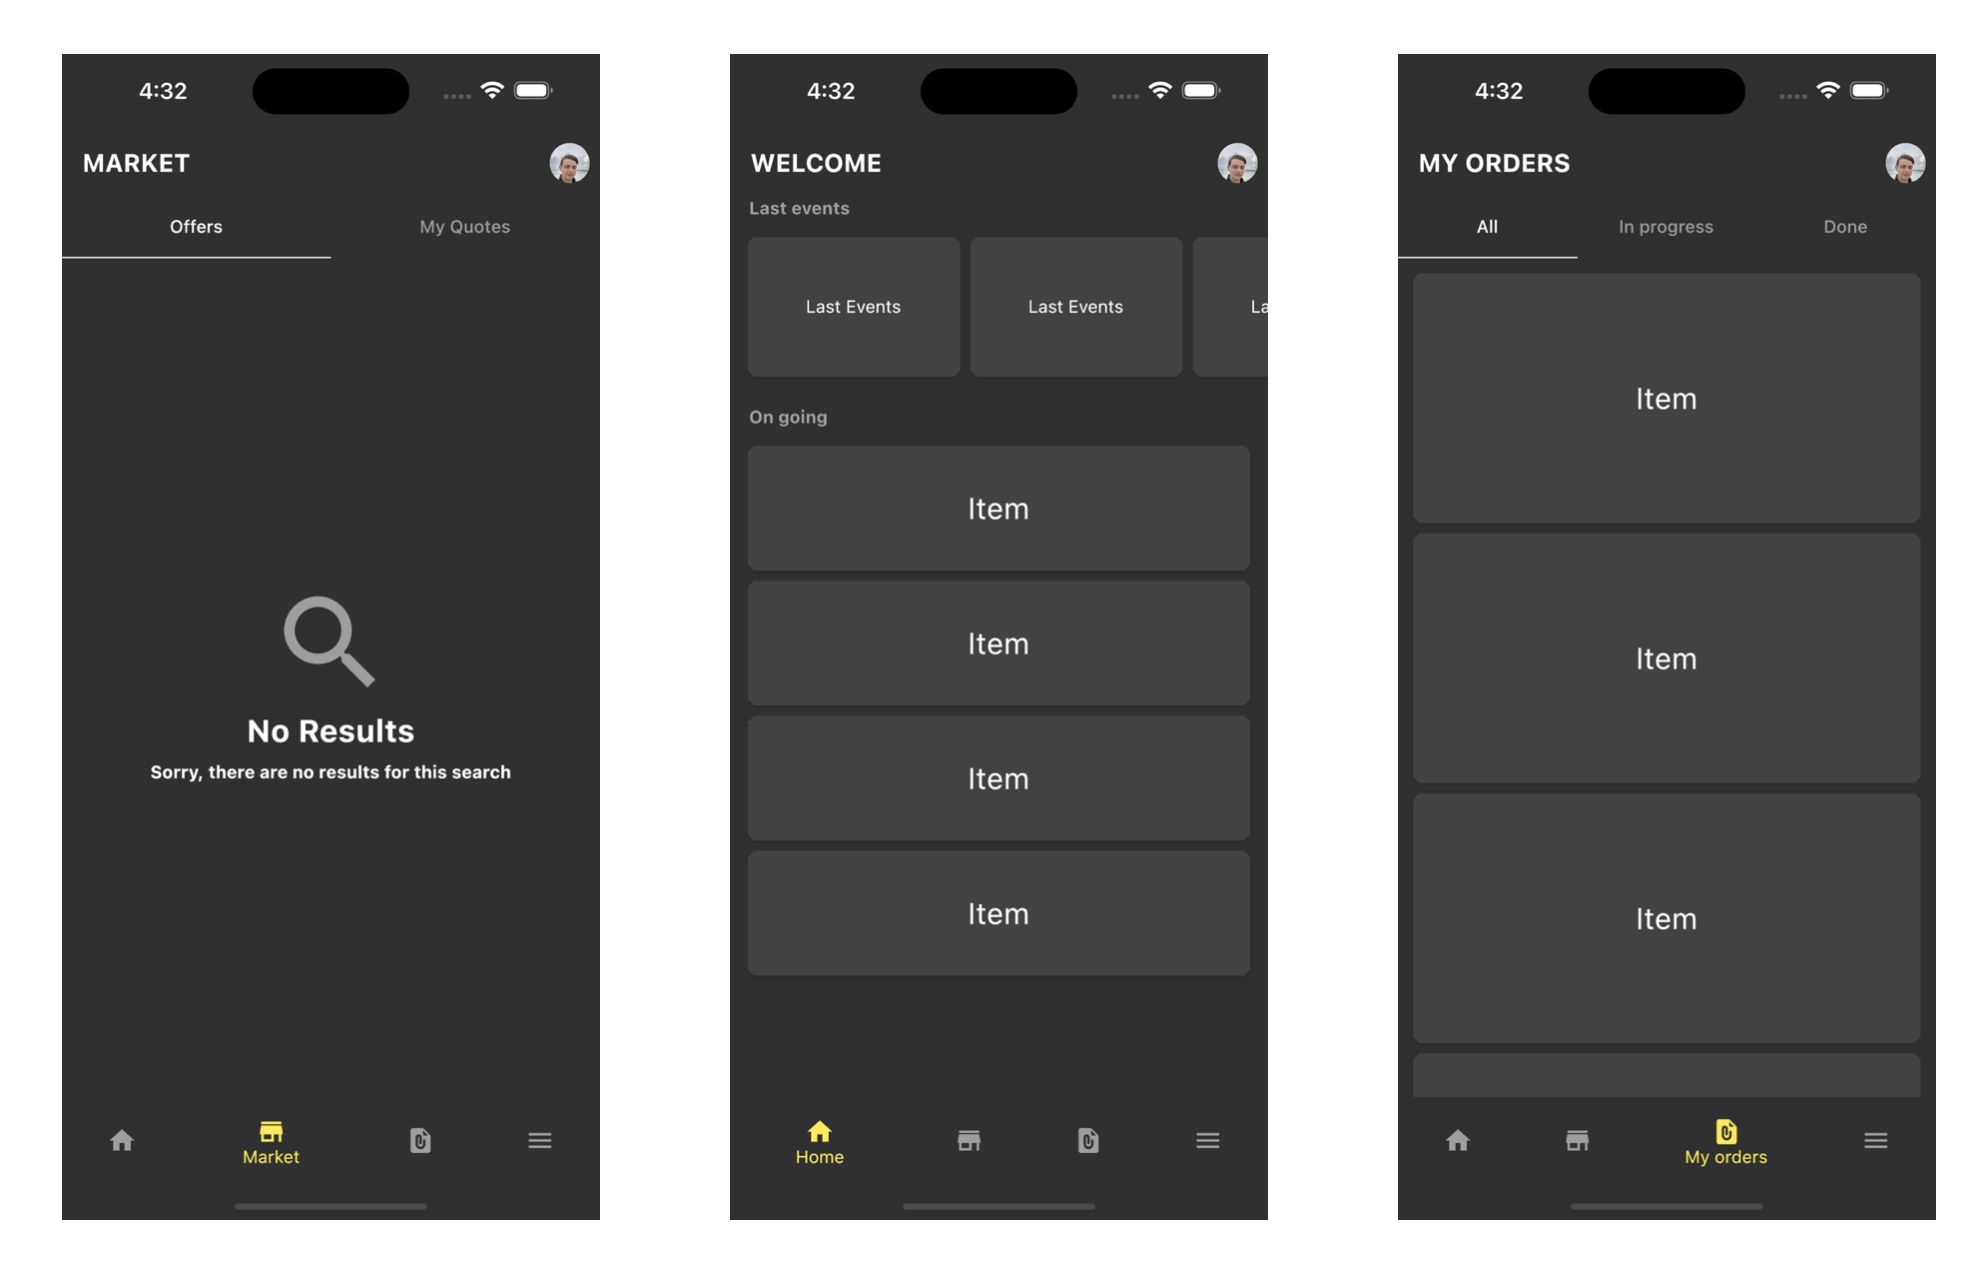 4:32
MARKET
Offers
My Quotes
No Results
Sorry, there are no results for this search
Market
4:32
WELCOME
Last events
Last Events
Last Events
La
On going
Item
Item
Item
Item
Home
4:32
MY ORDERS
All
In progress
Done
Item
Item
Item
My orders